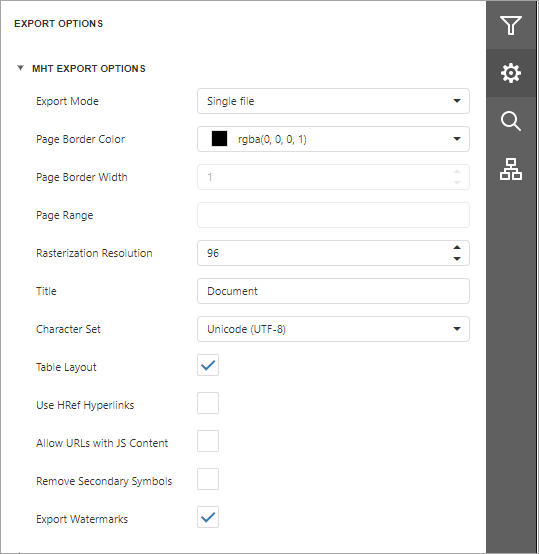 EXPORT OPTIONS
MHT EXPORT OPTIONS
Export Mode Single file
Page Border Color rgba(0, 0, 0, 1)
Page Border Width 1
Page Range
Rasterization Resolution 96
Title Document
Character Set Unicode (UTF-8)
Table Layout
Use HRef Hyperlinks
Allow URLs with JS Content
Remove Secondary Symbols
Export Watermarks